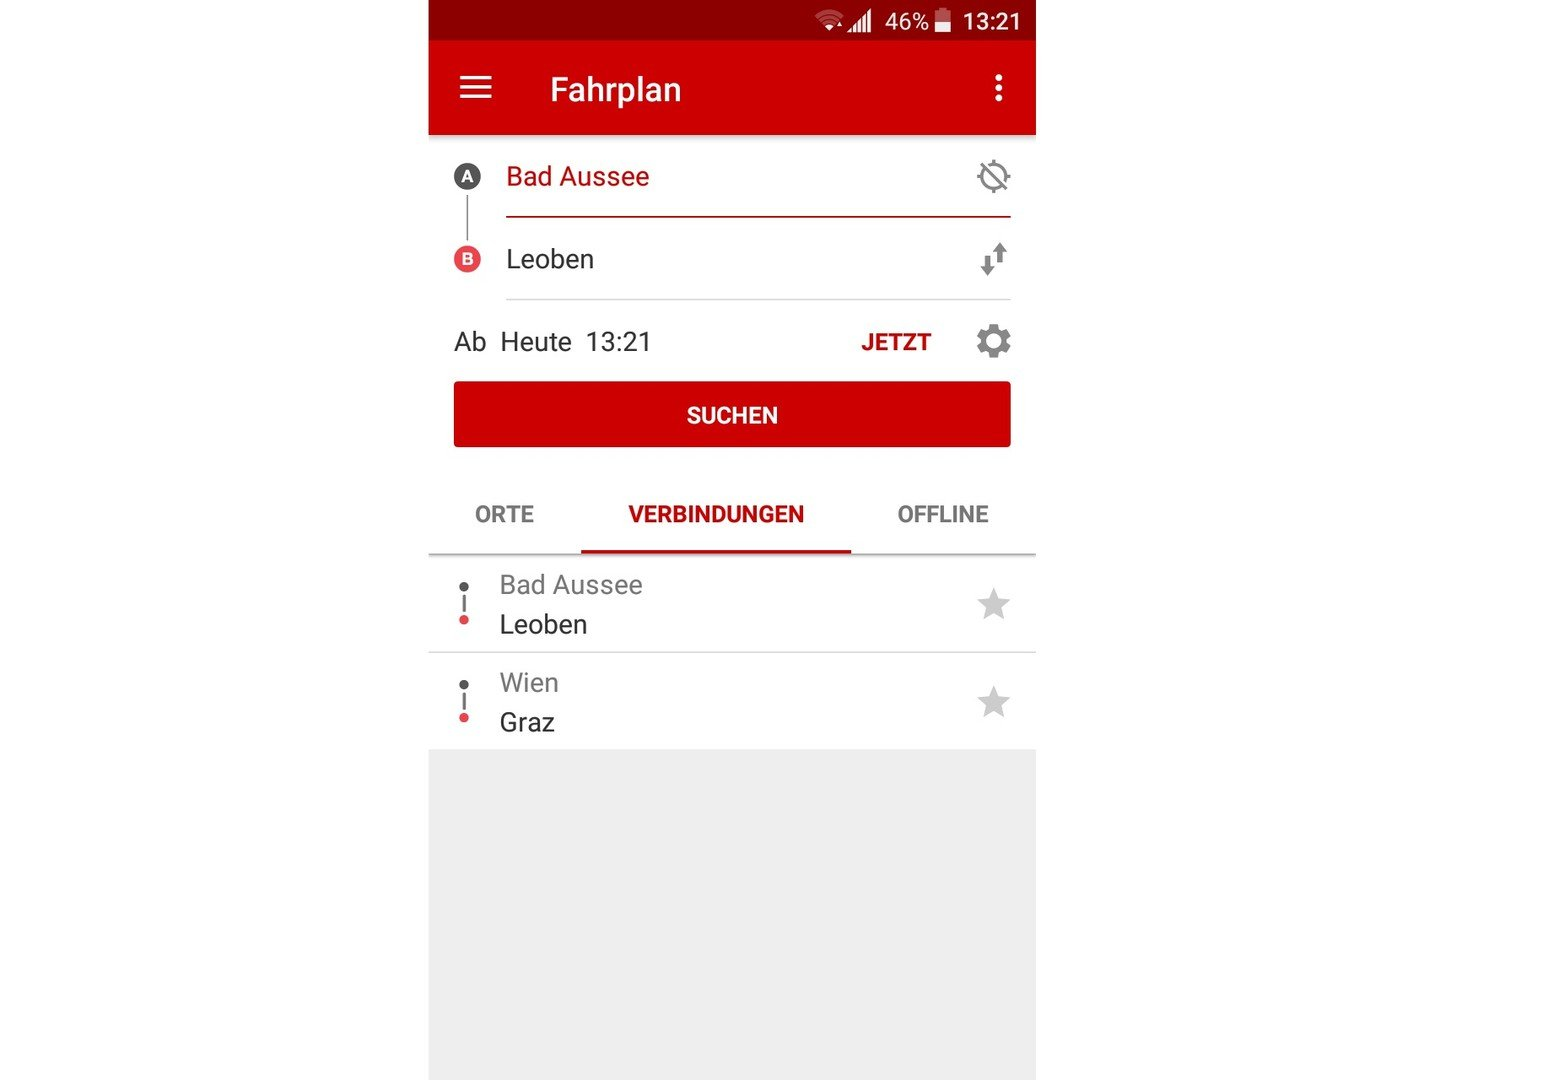 46% 13:21
Fahrplan
A Bad Aussee
B Leoben
Ab Heute 13:21 JETZT
SUCHEN
ORTE VERBINDUNGEN OFFLINE
Bad Aussee
Leoben
Wien
Graz